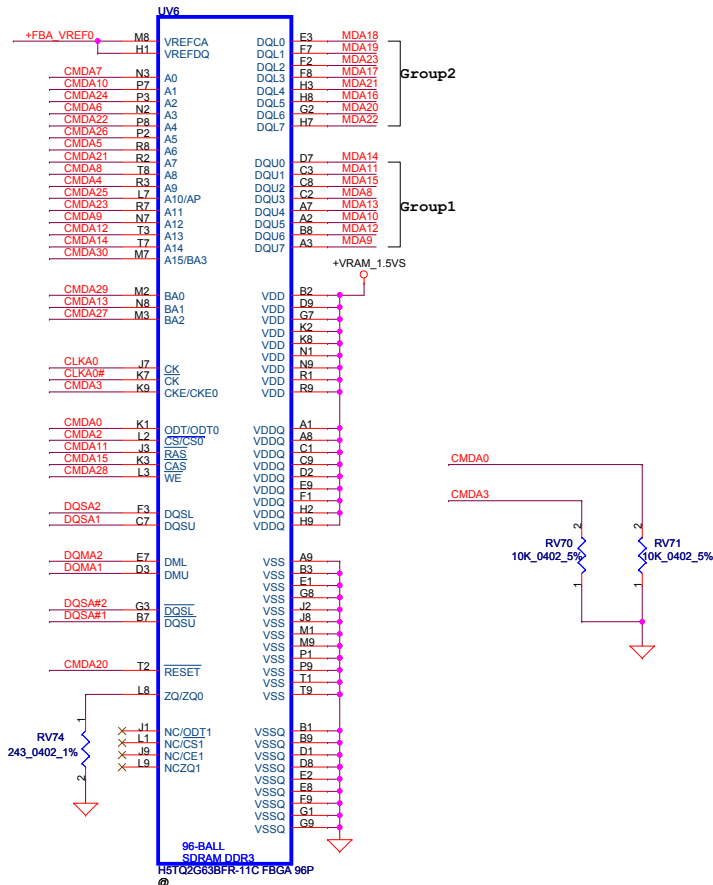 UV6
+FBA_VREF0 M8 VREFCA
H1 VREFDQ
CMDA7 N3 A0
CMDA10 P7 A1
CMDA24 P3 A2
CMDA6 N2 A3
CMDA22 P8 A4
CMDA26 P2 A5
CMDA5 R8 A6
CMDA21 R2 A7
CMDA8 T8 A8
CMDA4 R3 A9
CMDA25 L7 A10/AP
CMDA23 R7 A11
CMDA9 N7 A12
CMDA12 T3 A13
CMDA14 T7 A14
CMDA30 M7 A15/BA3
CMDA29 M2 BA0
CMDA13 N8 BA1
CMDA27 M3 BA2
CLKA0 J7 CK
CLKA0# K7 CK
CMDA3 K9 CKE/CKE0
CMDA0 K1 ODT/ODT0
CMDA2 L2 CS/CS0
CMDA11 J3 RAS
CMDA15 K3 CAS
CMDA28 L3 WE
DQSA2 F3 DQSL
DQSA1 C7 DQSU
DQMA2 E7 DML
DQMA1 D3 DMU
DQSA#2 G3 DQSL
DQSA#1 B7 DQSU
CMDA20 T2 RESET
L8 ZQ/ZQ0
1
RV74
243_0402_1%
2
J1 NC/ODT1
L1 NC/CS1
J9 NC/CE1
L9 NCZQ1
DQL0 E3 MDA18
DQL1 F7 MDA19
DQL2 F2 MDA23
DQL3 F8 MDA17
DQL4 H3 MDA21
DQL5 H8 MDA16
DQL6 G2 MDA20
DQL7 H7 MDA22
Group2
DQU0 D7 MDA14
DQU1 C3 MDA11
DQU2 C8 MDA15
DQU3 C2 MDA8
DQU4 A7 MDA13
DQU5 A2 MDA10
DQU6 B8 MDA12
DQU7 A3 MDA9
Group1
+VRAM_1.5VS
VDD B2
VDD D9
VDD G7
VDD K2
VDD K8
VDD N1
VDD N9
VDD R1
VDD R9
VDDQ A1
VDDQ A8
VDDQ C1
VDDQ C9
VDDQ D2
VDDQ E9
VDDQ F1
VDDQ H2
VDDQ H9
VSS A9
VSS B3
VSS E1
VSS G8
VSS J2
VSS J8
VSS M1
VSS M9
VSS P1
VSS P9
VSS T1
VSS T9
VSSQ B1
VSSQ B9
VSSQ D1
VSSQ D8
VSSQ E2
VSSQ E8
VSSQ F9
VSSQ G1
VSSQ G9
96-BALL
SDRAM DDR3
H5TQ2G63BFR-11C FBGA 96P
@
CMDA0
CMDA3
2 2
RV70 RV71
10K_0402_5% 10K_0402_5%
1 1